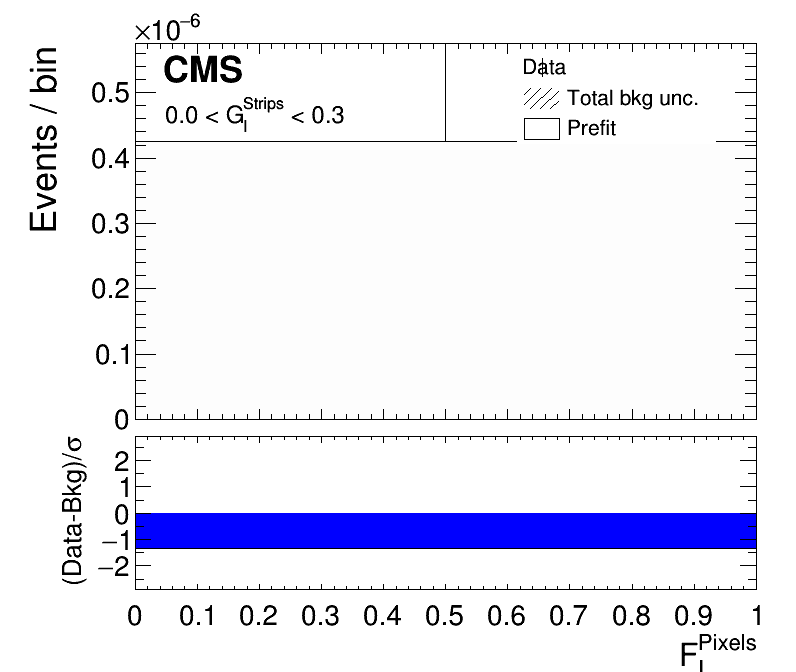 ×10⁻⁶
CMS
0.0 < G_I^Strips < 0.3
Data
Total bkg unc.
Prefit
Events / bin
0.5
0.4
0.3
0.2
0.1
0
(Data-Bkg)/σ
2
1
0
−1
−2
0 0.1 0.2 0.3 0.4 0.5 0.6 0.7 0.8 0.9 1
F_I^Pixels